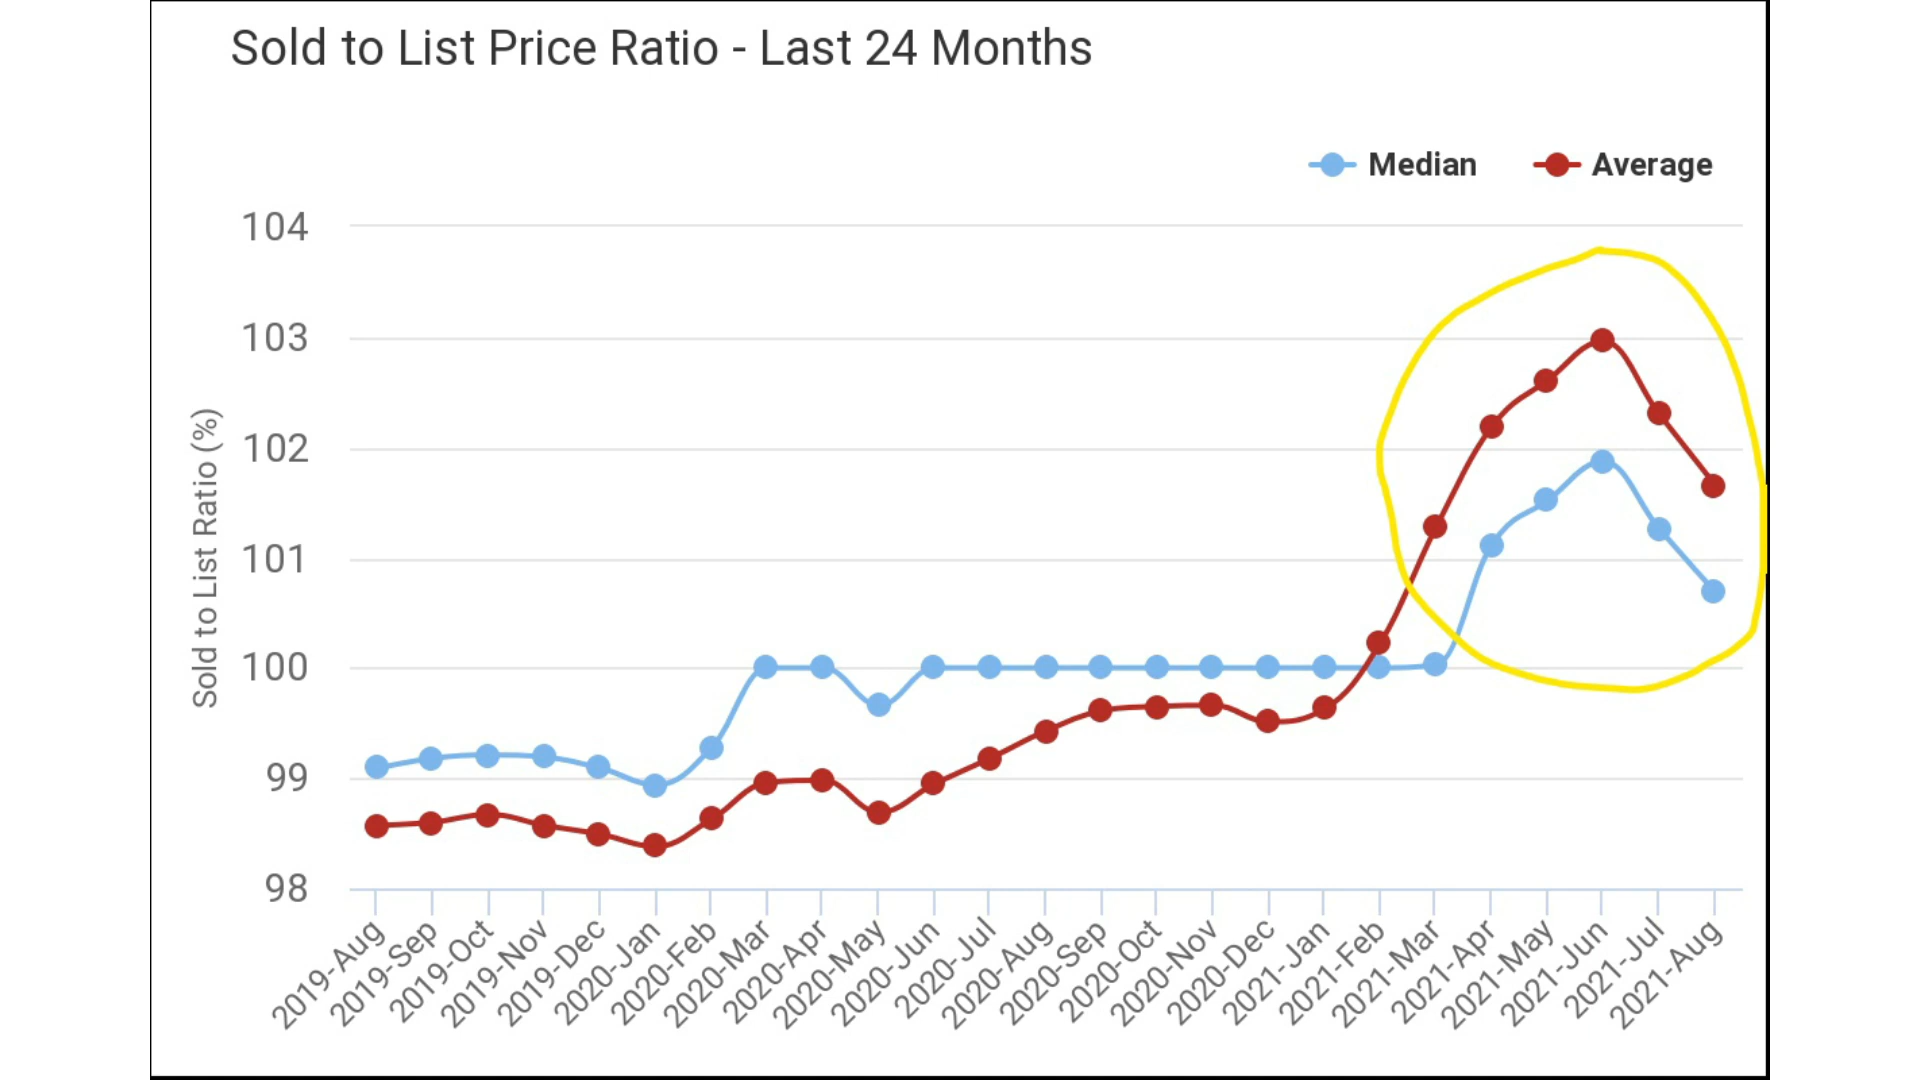 Sold to List Price Ratio - Last 24 Months
Median
Average
104
103
102
101
100
99
98
Sold to List Ratio (%)
2019-Aug
2019-Sep
2019-Oct
2019-Nov
2019-Dec
2020-Jan
2020-Feb
2020-Mar
2020-Apr
2020-May
2020-Jun
2020-Jul
2020-Aug
2020-Sep
2020-Oct
2020-Nov
2020-Dec
2021-Jan
2021-Feb
2021-Mar
2021-Apr
2021-May
2021-Jun
2021-Jul
2021-Aug